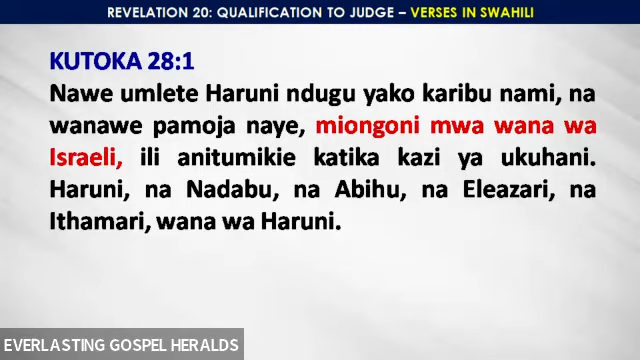 REVELATION 20: QUALIFICATION TO JUDGE – VERSES IN SWAHILI
KUTOKA 28:1
Nawe umlete Haruni ndugu yako karibu nami, na
wanawe pamoja naye, miongoni mwa wana wa
Israeli, ili anitumikie katika kazi ya ukuhani.
Haruni, na Nadabu, na Abihu, na Eleazari, na
Ithamari, wana wa Haruni.
EVERLASTING GOSPEL HERALDS